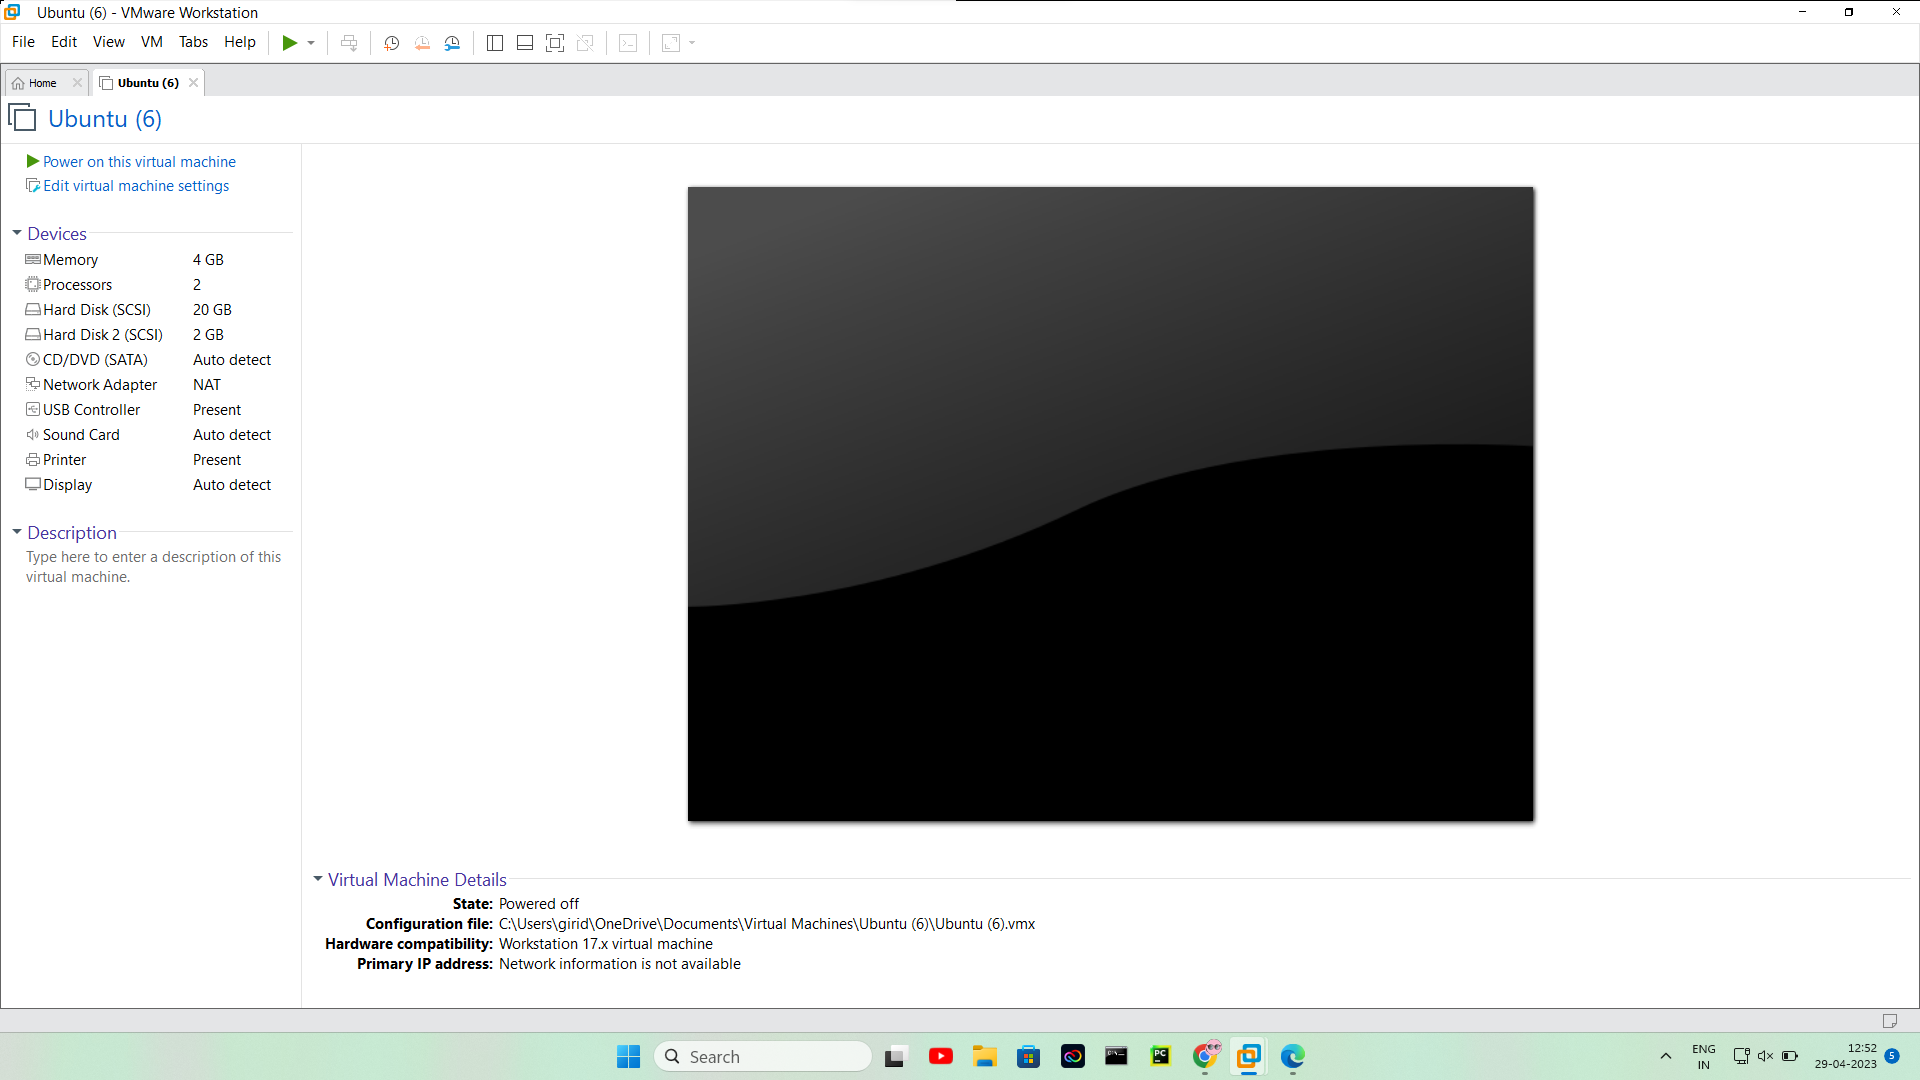 Ubuntu (6) - VMware Workstation
File Edit View VM Tabs Help
Home
Ubuntu (6)
Ubuntu (6)
Power on this virtual machine
Edit virtual machine settings
Devices
Memory 4 GB
Processors 2
Hard Disk (SCSI) 20 GB
Hard Disk 2 (SCSI) 2 GB
CD/DVD (SATA) Auto detect
Network Adapter NAT
USB Controller Present
Sound Card Auto detect
Printer Present
Display Auto detect
Description
Type here to enter a description of this
virtual machine.
Virtual Machine Details
State: Powered off
Configuration file: C:\Users\girid\OneDrive\Documents\Virtual Machines\Ubuntu (6)\Ubuntu (6).vmx
Hardware compatibility: Workstation 17.x virtual machine
Primary IP address: Network information is not available
Search
PC
ENG
IN
12:52
29-04-2023
5